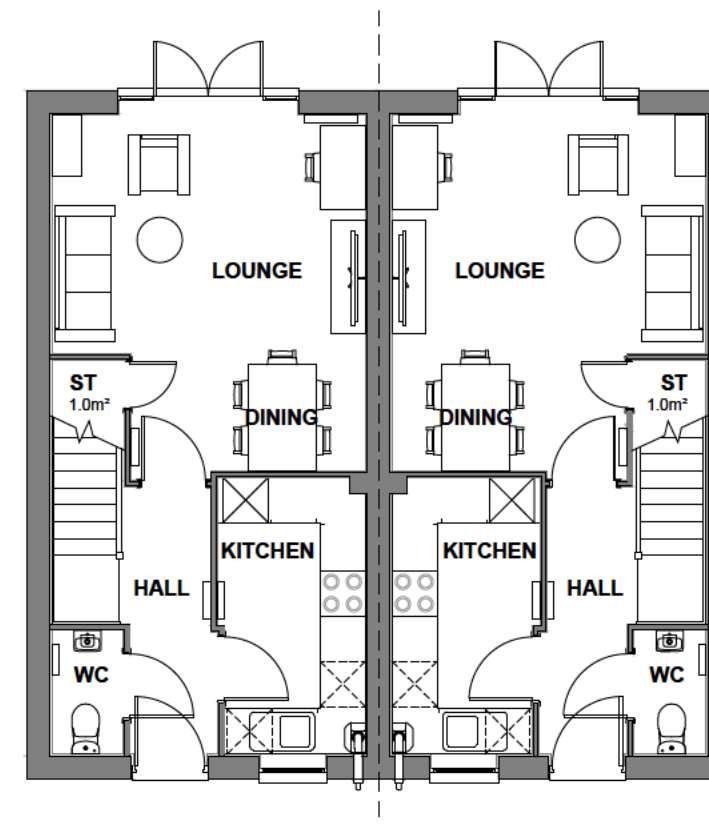 LOUNGE
LOUNGE
ST
1.0m²
ST
1.0m²
DINING
DINING
KITCHEN
KITCHEN
HALL
HALL
WC
WC